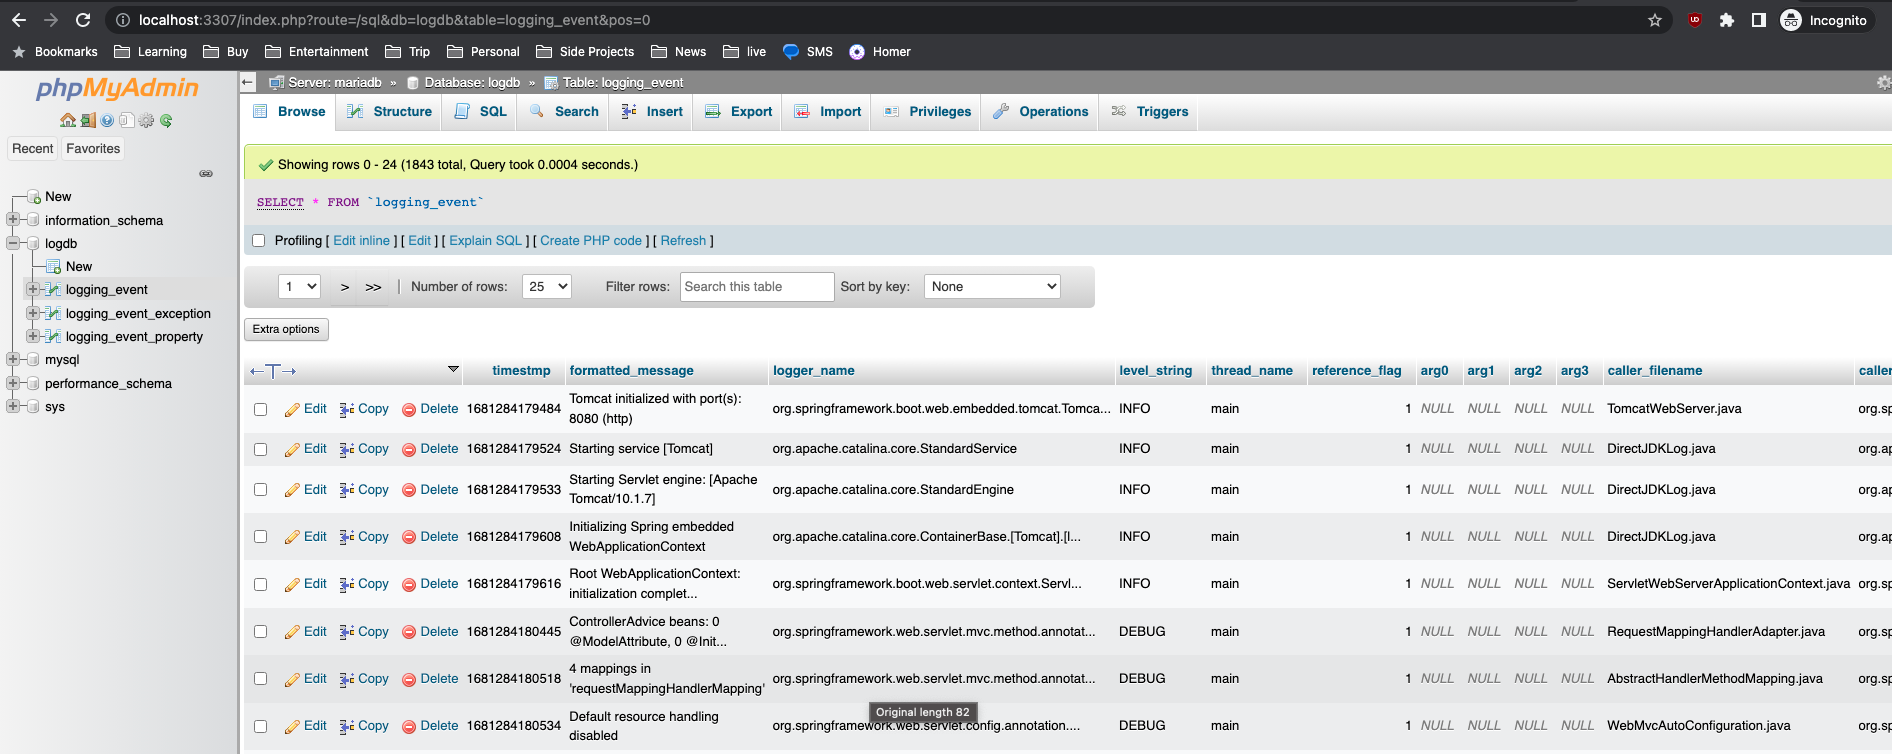 localhost:3307/index.php?route=/sql&db=logdb&table=logging_event&pos=0
Incognito
Bookmarks Learning Buy Entertainment Trip Personal Side Projects News live SMS Homer
phpMyAdmin
Recent Favorites
New
information_schema
logdb
New
logging_event
logging_event_exception
logging_event_property
mysql
performance_schema
sys
Server: mariadb » Database: logdb » Table: logging_event
Browse Structure SQL Search Insert Export Import Privileges Operations Triggers
Showing rows 0 - 24 (1843 total, Query took 0.0004 seconds.)
SELECT * FROM `logging_event`
Profiling [ Edit inline ] [ Edit ] [ Explain SQL ] [ Create PHP code ] [ Refresh ]
1 > >> | Number of rows: 25 Filter rows: Search this table Sort by key: None
Extra options
←T→ timestmp formatted_message logger_name level_string thread_name reference_flag arg0 arg1 arg2 arg3 caller_filename caller
Edit Copy Delete 1681284179484 Tomcat initialized with port(s): 8080 (http) org.springframework.boot.web.embedded.tomcat.Tomca... INFO main 1 NULL NULL NULL NULL TomcatWebServer.java org.sp
Edit Copy Delete 1681284179524 Starting service [Tomcat] org.apache.catalina.core.StandardService INFO main 1 NULL NULL NULL NULL DirectJDKLog.java org.ap
Edit Copy Delete 1681284179533 Starting Servlet engine: [Apache Tomcat/10.1.7] org.apache.catalina.core.StandardEngine INFO main 1 NULL NULL NULL NULL DirectJDKLog.java org.ap
Edit Copy Delete 1681284179608 Initializing Spring embedded WebApplicationContext org.apache.catalina.core.ContainerBase.[Tomcat].[l... INFO main 1 NULL NULL NULL NULL DirectJDKLog.java org.ap
Edit Copy Delete 1681284179616 Root WebApplicationContext: initialization complet... org.springframework.boot.web.servlet.context.Servl... INFO main 1 NULL NULL NULL NULL ServletWebServerApplicationContext.java org.sp
Edit Copy Delete 1681284180445 ControllerAdvice beans: 0 @ModelAttribute, 0 @Init... org.springframework.web.servlet.mvc.method.annotat... DEBUG main 1 NULL NULL NULL NULL RequestMappingHandlerAdapter.java org.sp
Edit Copy Delete 1681284180518 4 mappings in 'requestMappingHandlerMapping' org.springframework.web.servlet.mvc.method.annotat... DEBUG main 1 NULL NULL NULL NULL AbstractHandlerMethodMapping.java org.sp
Original length 82
Edit Copy Delete 1681284180534 Default resource handling disabled org.springframework.web.servlet.config.annotation.... DEBUG main 1 NULL NULL NULL NULL WebMvcAutoConfiguration.java org.sp